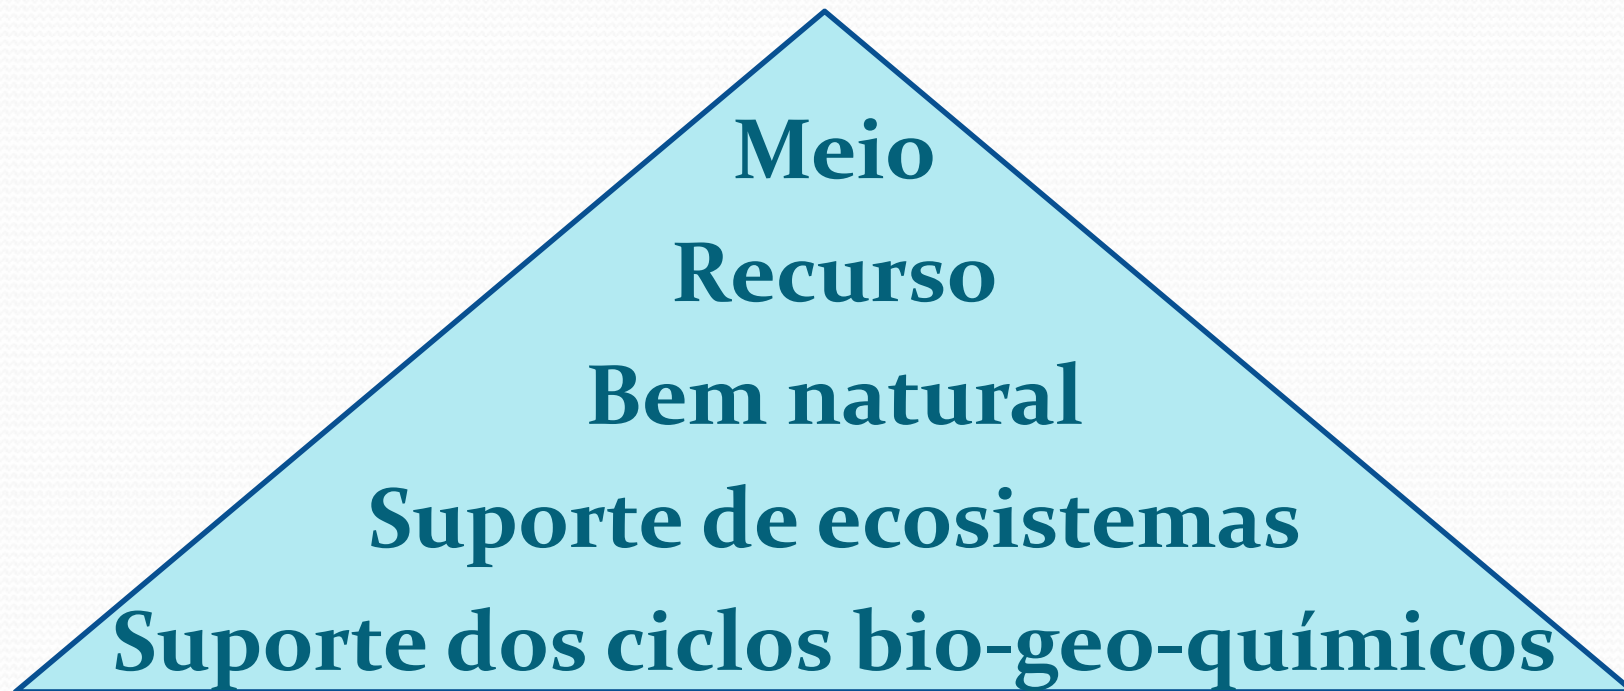 Meio
Recurso
Bem natural
Suporte de ecosistemas
Suporte dos ciclos bio-geo-químicos